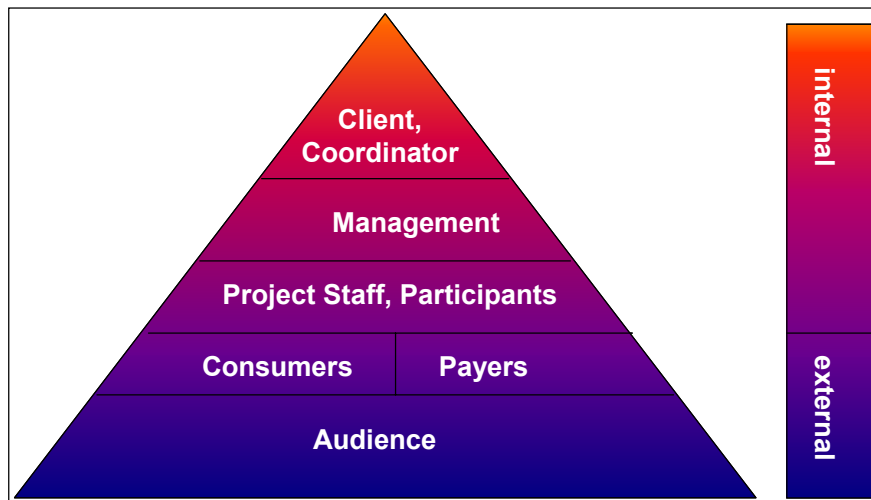 Client,
Coordinator
Management
Project Staff, Participants
Consumers
Payers
Audience
internal
external